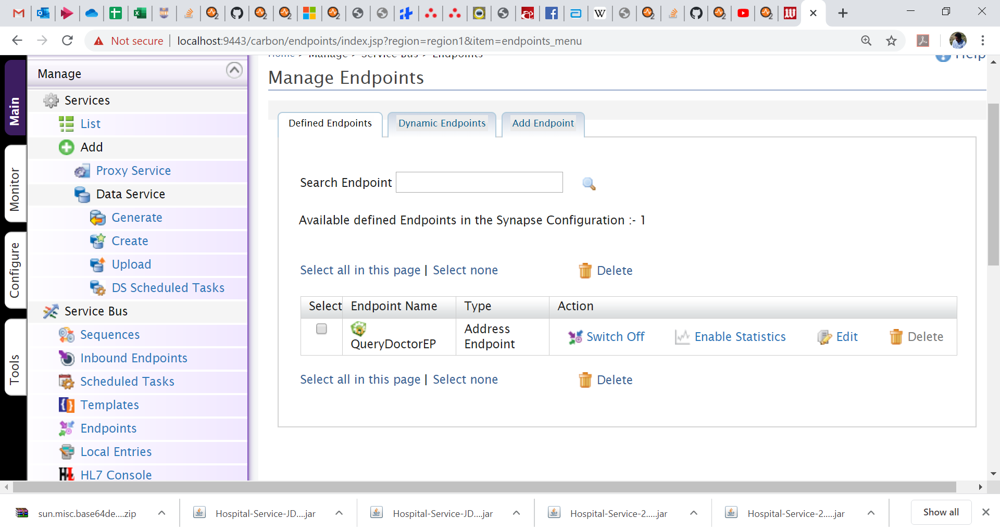 Not secure
localhost:9443/carbon/endpoints/index.jsp?region=region1&item=endpoints_menu
Home > Manage > Service Bus > Endpoints
Help
Main
Monitor
Configure
Tools
Manage
Services
List
Add
Proxy Service
Data Service
Generate
Create
Upload
DS Scheduled Tasks
Service Bus
Sequences
Inbound Endpoints
Scheduled Tasks
Templates
Endpoints
Local Entries
HL7 Console
Manage Endpoints
Defined Endpoints
Dynamic Endpoints
Add Endpoint
Search Endpoint
Available defined Endpoints in the Synapse Configuration :- 1
Select all in this page | Select none
Delete
Select Endpoint Name Type Action
QueryDoctorEP
Address
Endpoint
Switch Off
Enable Statistics
Edit
Delete
Select all in this page | Select none
Delete
sun.misc.base64de....zip
Hospital-Service-JD....jar
Hospital-Service-JD....jar
Hospital-Service-2.....jar
Hospital-Service-2.....jar
Show all